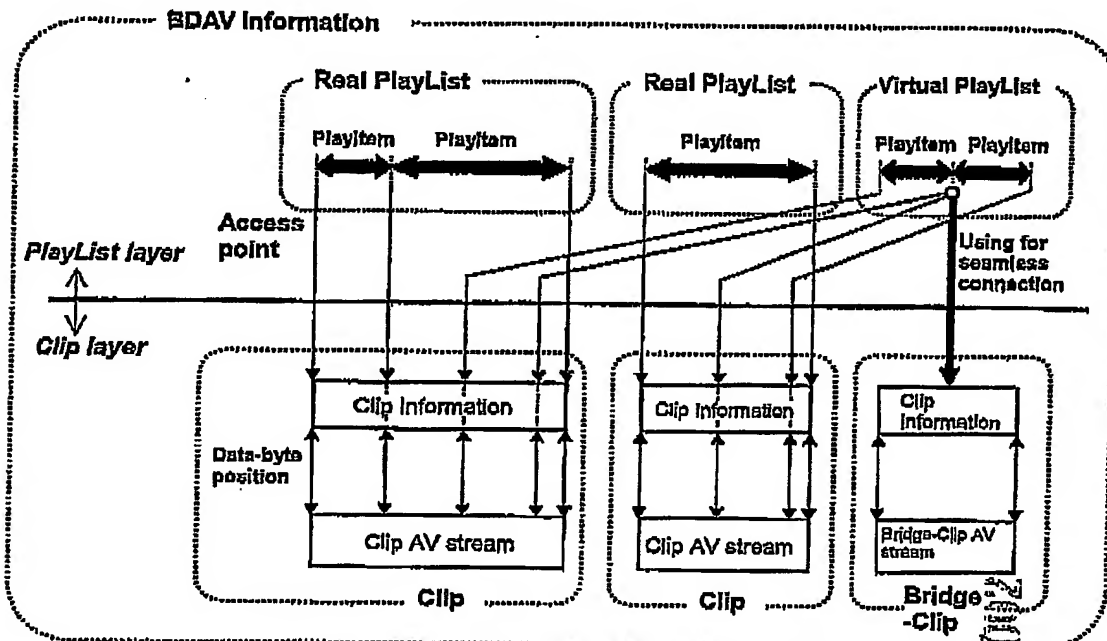 BDAV Information
Real PlayList
Real PlayList
Virtual PlayList
PlayItem
PlayItem
PlayItem
PlayItem
PlayItem
Access
point
PlayList layer
Using for
seamless
connection
Clip layer
Clip Information
Clip Information
Clip
Information
Data-byte
position
Clip AV stream
Clip AV stream
Bridge-Clip AV
stream
Clip
Clip
Bridge
-Clip